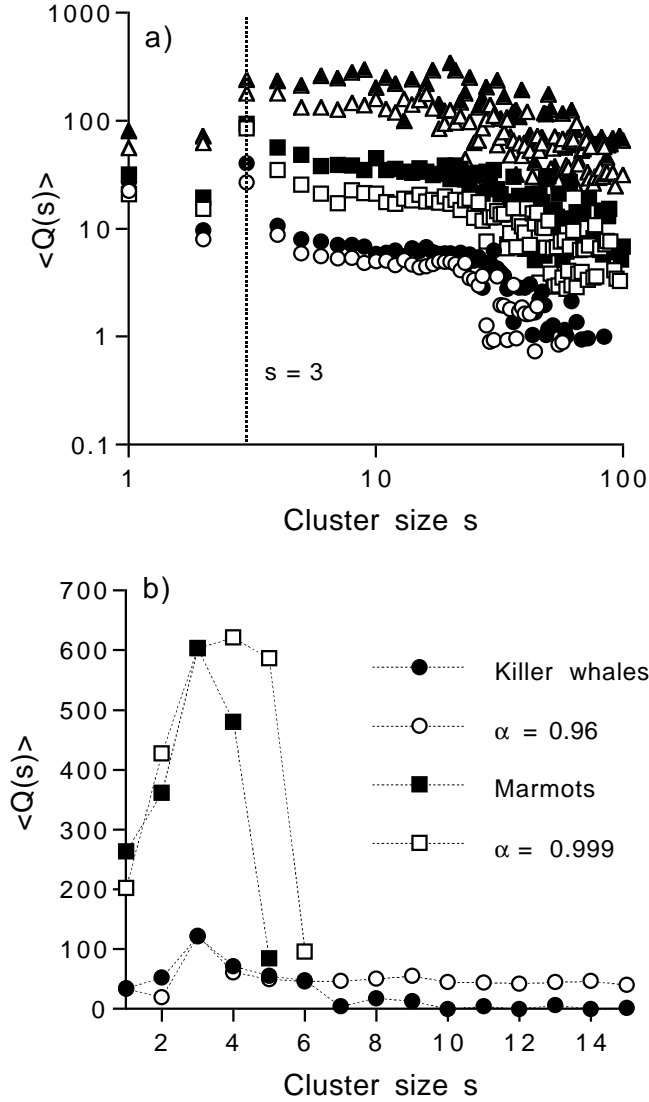 a)
1000
100
10
1
0.1
<Q(s)>
s = 3
1 10 100
Cluster size s
b)
700
600
500
400
300
200
100
0
<Q(s)>
Killer whales
α = 0.96
Marmots
α = 0.999
2 4 6 8 10 12 14
Cluster size s